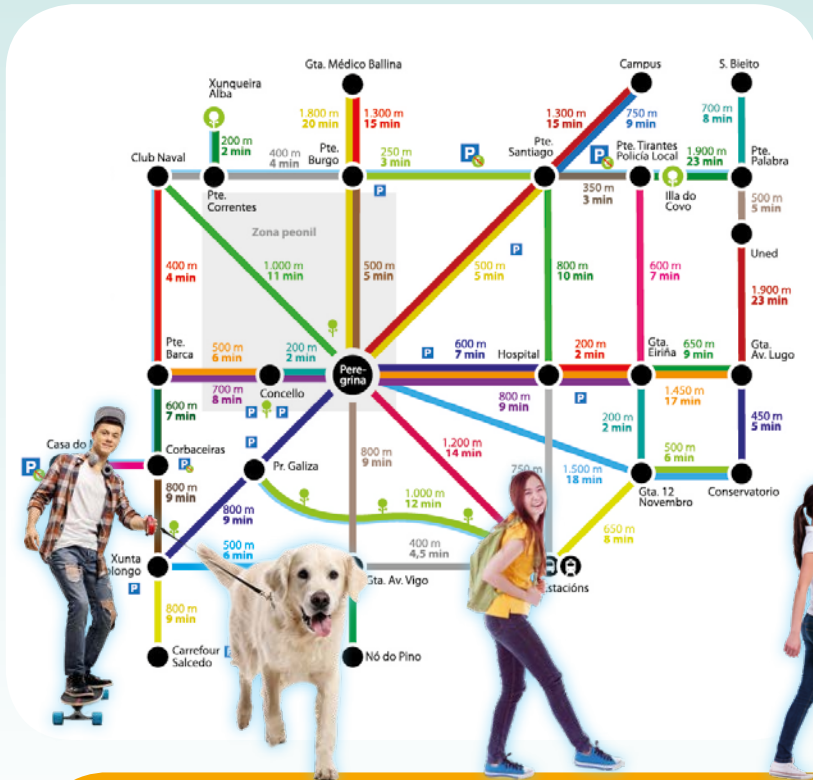 Gta. Médico Ballina
Campus
S. Bieito
Xunqueira
Alba
1.800 m
20 min
1.300 m
15 min
1.300 m
15 min
750 m
9 min
700 m
8 min
200 m
2 min
400 m
4 min
Pte.
Burgo
250 m
3 min
P
Pte.
Santiago
P
Pte. Tirantes
Policía Local
1.900 m
23 min
Pte.
Palabra
Club Naval
Pte.
Correntes
P
350 m
3 min
Illa do
Covo
500 m
5 min
Zona peonil
Uned
P
400 m
4 min
1.000 m
11 min
500 m
5 min
500 m
5 min
800 m
10 min
600 m
7 min
1.900 m
23 min
Pte.
Barca
500 m
6 min
200 m
2 min
P
600 m
7 min
Hospital
200 m
2 min
Gta.
Eiriña
650 m
9 min
Gta.
Av. Lugo
Pere-
grina
700 m
8 min
Concello
800 m
9 min
P
1.450 m
17 min
P
P
600 m
7 min
200 m
2 min
450 m
5 min
Casa do
Corbaceiras
P
P
P
800 m
9 min
1.200 m
14 min
750 m
1.500 m
18 min
500 m
6 min
Pr. Galiza
800 m
9 min
800 m
9 min
1.000 m
12 min
Gta. 12
Novembro
Conservatorio
650 m
8 min
Xunta
500 m
6 min
400 m
4,5 min
Gta. Av. Vigo
P
800 m
9 min
Carrefour
Salcedo
Nó do Pino